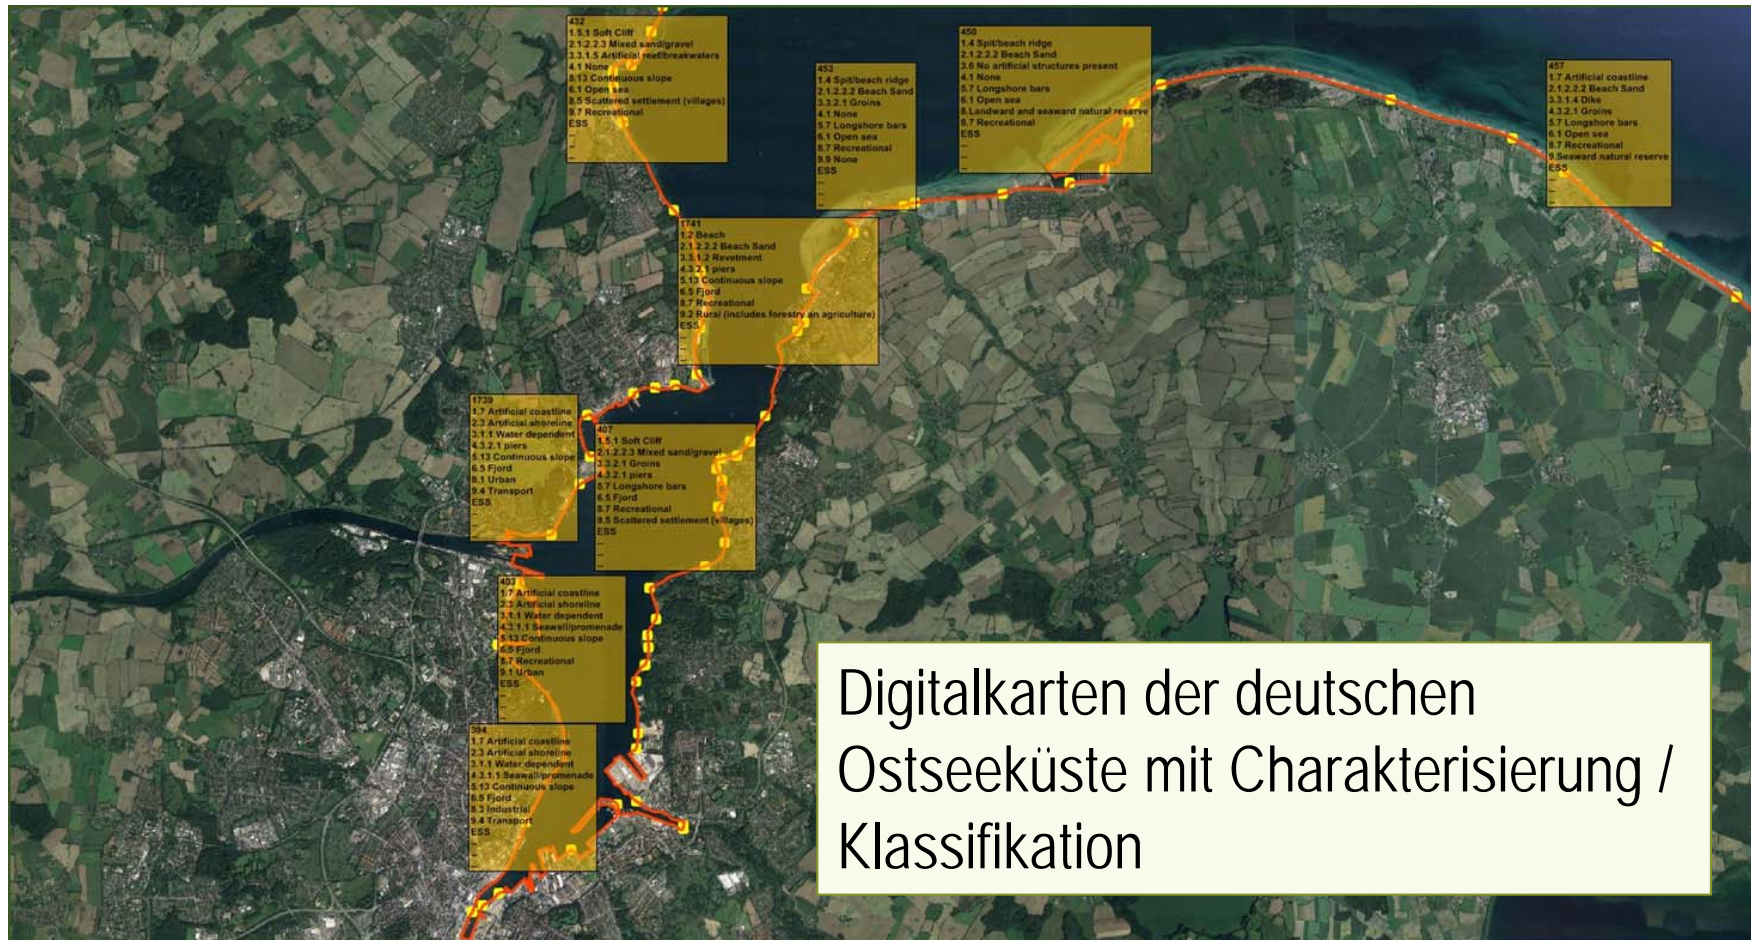 432
1.5.1 Soft Cliff
2.1.2.2.3 Mixed sand/gravel
3.3.1.5 Artificial reef/breakwaters
4.1 None
5.13 Continuous slope
6.1 Open sea
8.5 Scattered settlement (villages)
9.7 Recreational
ESS
---
---
---
453
1.4 Spit/beach ridge
2.1.2.2.2 Beach Sand
3.3.2.1 Groins
4.1 None
5.7 Longshore bars
6.1 Open sea
8.7 Recreational
9.9 None
ESS
---
---
---
450
1.4 Spit/beach ridge
2.1.2.2.2 Beach Sand
3.6 No artificial structures present
4.1 None
5.7 Longshore bars
6.1 Open sea
8.Landward and seaward natural reserve
9.7 Recreational
ESS
---
---
---
457
1.7 Artificial coastline
2.1.2.2.2 Beach Sand
3.3.1.4 Dike
4.3.2.1 Groins
5.7 Longshore bars
6.1 Open sea
8.7 Recreational
9.Seaward natural reserve
ESS
---
---
---
1741
1.2 Beach
2.1.2.2.2 Beach Sand
3.3.1.2 Revetment
4.3.2.1 piers
5.13 Continuous slope
6.5 Fjord
8.7 Recreational
9.2 Rural (includes forestry an agriculture)
ESS
---
---
---
1739
1.7 Artificial coastline
2.3 Artificial shoreline
3.1.1 Water dependent
4.3.2.1 piers
5.13 Continuous slope
6.5 Fjord
8.1 Urban
9.4 Transport
ESS
---
---
---
407
1.5.1 Soft Cliff
2.1.2.2.3 Mixed sand/gravel
3.3.2.1 Groins
4.3.2.1 piers
5.7 Longshore bars
6.5 Fjord
8.7 Recreational
9.5 Scattered settlement (villages)
ESS
---
---
---
403
1.7 Artificial coastline
2.3 Artificial shoreline
3.1.1 Water dependent
4.3.1.1 Seawall/promenade
5.13 Continuous slope
6.5 Fjord
8.7 Recreational
9.1 Urban
ESS
---
---
---
394
1.7 Artificial coastline
2.3 Artificial shoreline
3.1.1 Water dependent
4.3.1.1 Seawall/promenade
5.13 Continuous slope
6.5 Fjord
8.3 Industrial
9.4 Transport
ESS
---
---
---
Digitalkarten der deutschen
Ostseeküste mit Charakterisierung /
Klassifikation